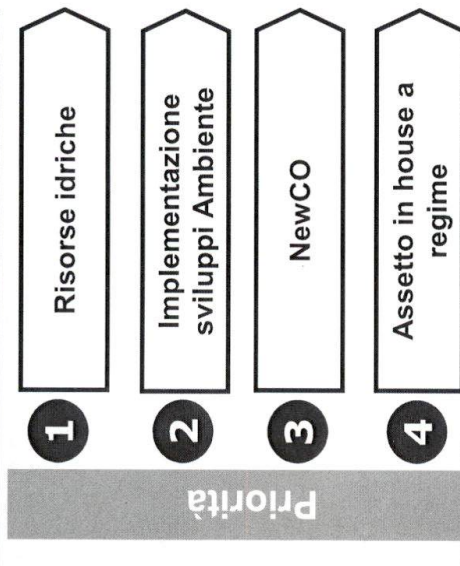 Priorità
1
Risorse idriche
2
Implementazione
sviluppi Ambiente
3
NewCO
4
Assetto in house a
regime